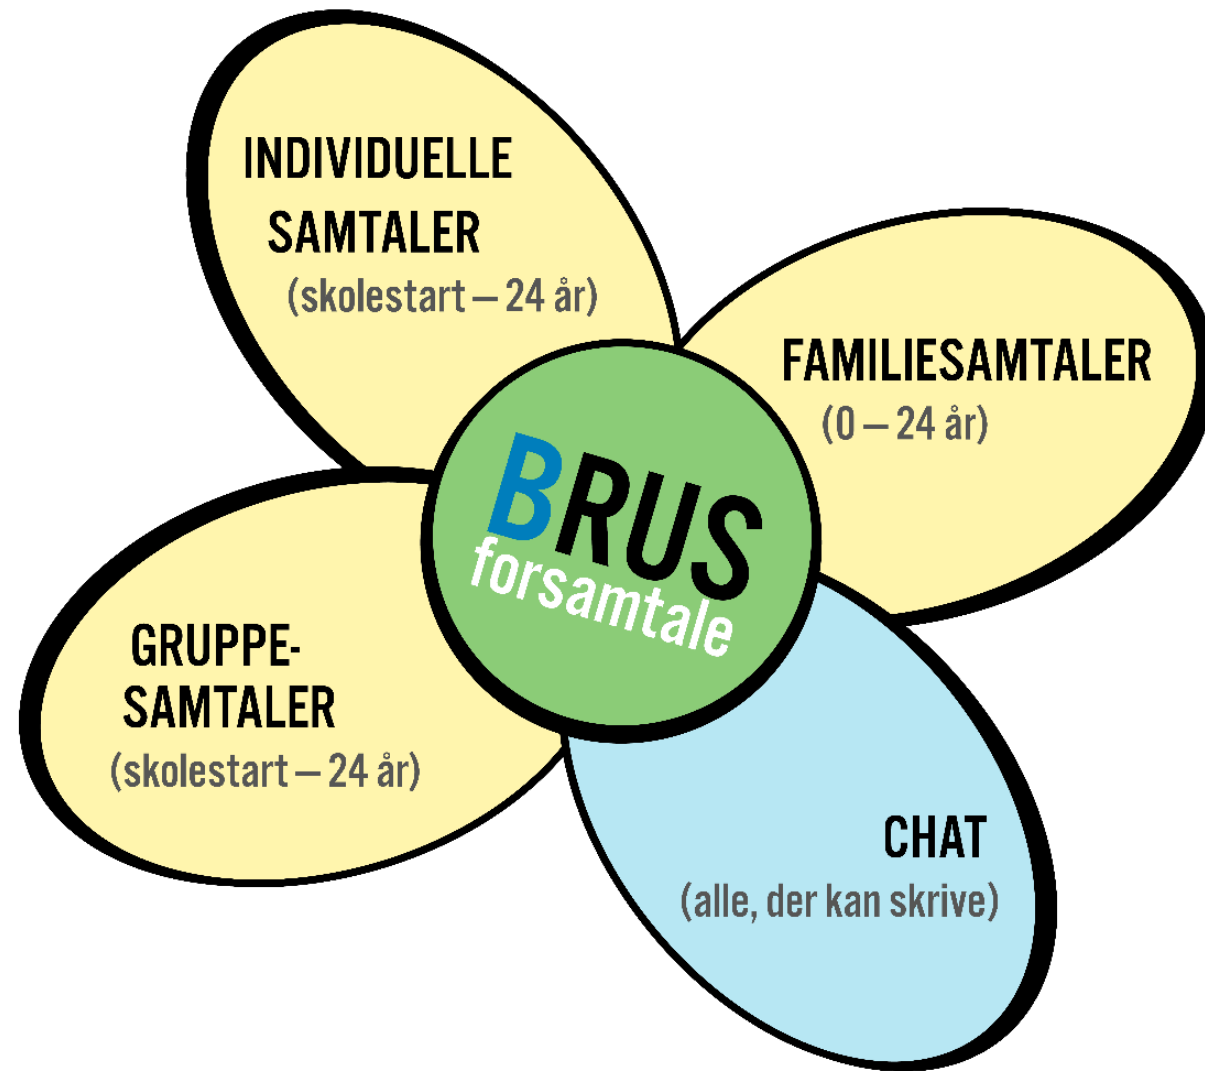 INDIVIDUELLE
SAMTALER
(skolestart – 24 år)
FAMILIESAMTALER
(0 – 24 år)
BRUS
forsamtale
GRUPPE-
SAMTALER
(skolestart – 24 år)
CHAT
(alle, der kan skrive)